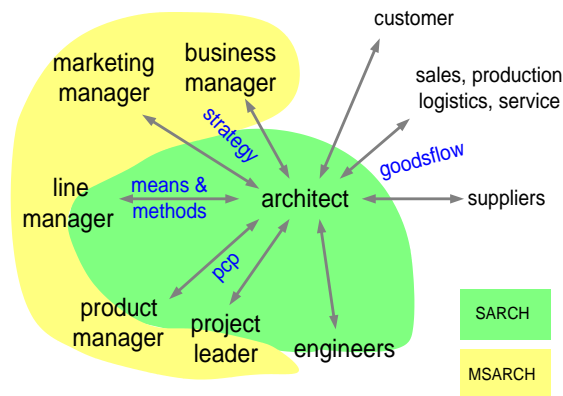 customer
business
manager
marketing
manager
sales, production
logistics, service
strategy
goodsflow
line
manager
means &
methods
architect
suppliers
pcp
product
manager
project
leader
engineers
SARCH
MSARCH